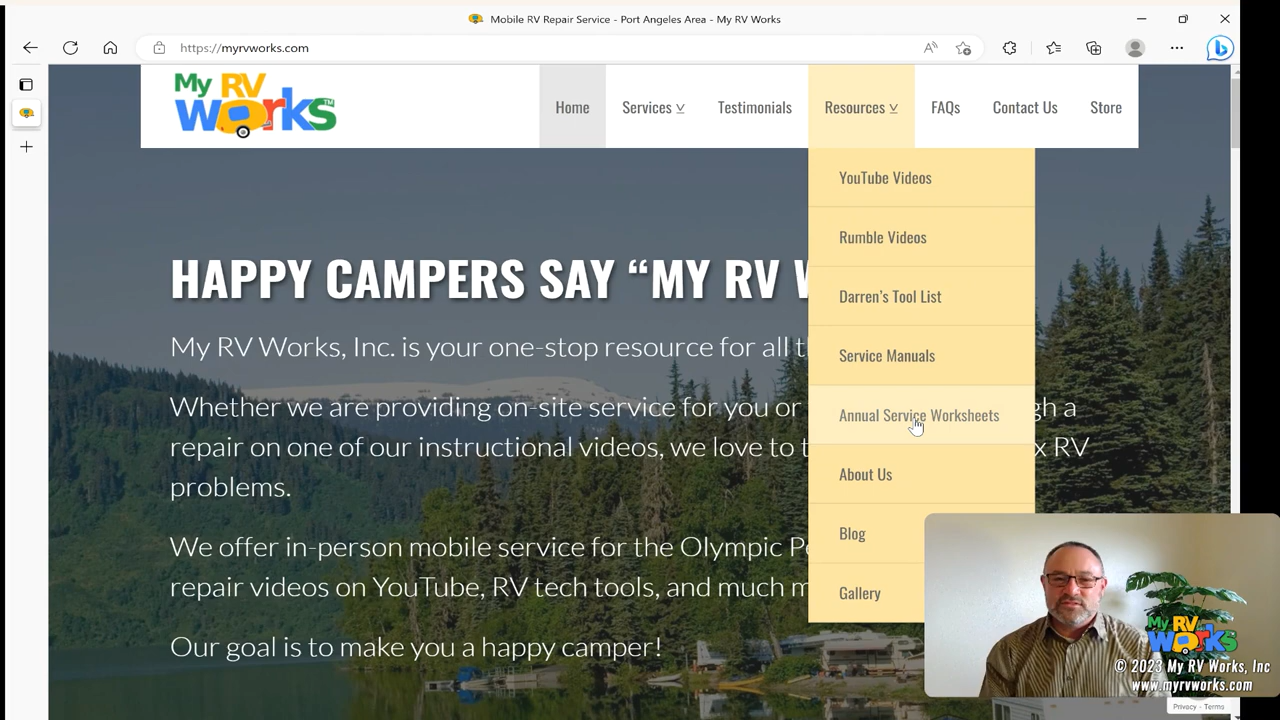 Mobile RV Repair Service - Port Angeles Area - My RV Works
https://myrvworks.com
My RV
Works™
Home
Services
Testimonials
Resources
FAQs
Contact Us
Store
YouTube Videos
Rumble Videos
Darren's Tool List
Service Manuals
Annual Service Worksheets
About Us
Blog
Gallery
HAPPY CAMPERS SAY “MY RV W
My RV Works, Inc. is your one-stop resource for all t
Whether we are providing on-site service for you or gh a
repair on one of our instructional videos, we love to x RV
problems.
We offer in-person mobile service for the Olympic Pe
repair videos on YouTube, RV tech tools, and much m
Our goal is to make you a happy camper!
My RV
Works
© 2023 My RV Works, Inc
www.myrvworks.com
Privacy - Terms